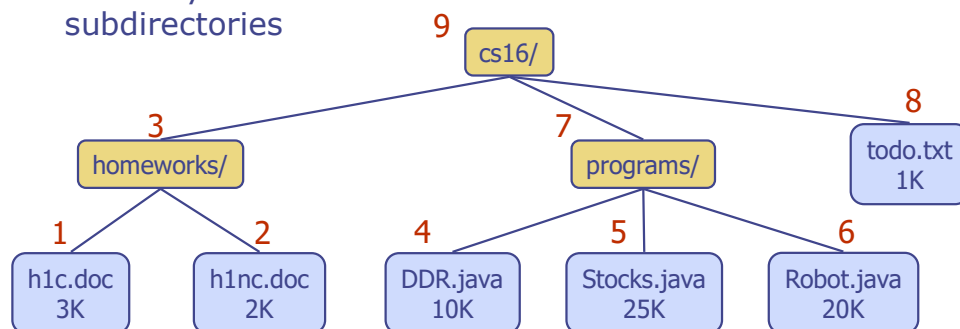 subdirectories
9
cs16/
3
homeworks/
7
programs/
8
todo.txt
1K
1
h1c.doc
3K
2
h1nc.doc
2K
4
DDR.java
10K
5
Stocks.java
25K
6
Robot.java
20K